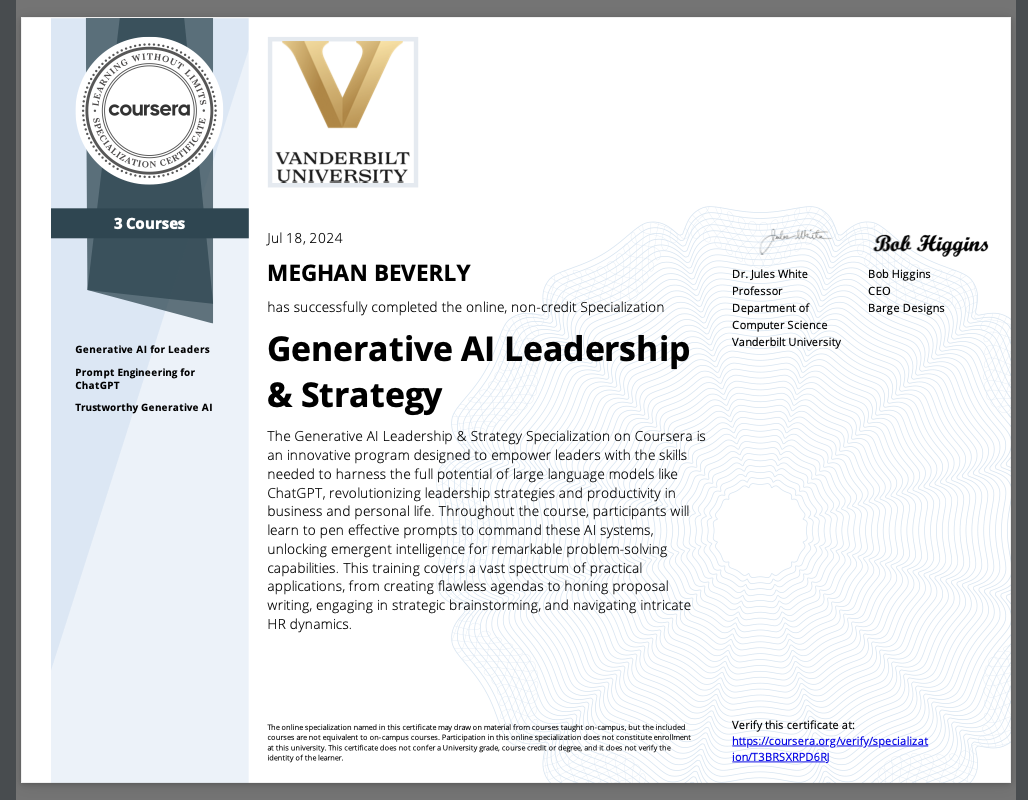 LEARNING WITHOUT LIMITS
coursera
SPECIALIZATION CERTIFICATE
3 Courses
Generative AI for Leaders
Prompt Engineering for
ChatGPT
Trustworthy Generative AI
VANDERBILT
UNIVERSITY
Jul 18, 2024
MEGHAN BEVERLY
has successfully completed the online, non-credit Specialization
Generative AI Leadership
& Strategy
The Generative AI Leadership & Strategy Specialization on Coursera is
an innovative program designed to empower leaders with the skills
needed to harness the full potential of large language models like
ChatGPT, revolutionizing leadership strategies and productivity in
business and personal life. Throughout the course, participants will
learn to pen effective prompts to command these AI systems,
unlocking emergent intelligence for remarkable problem-solving
capabilities. This training covers a vast spectrum of practical
applications, from creating flawless agendas to honing proposal
writing, engaging in strategic brainstorming, and navigating intricate
HR dynamics.
Jules White
Dr. Jules White
Professor
Department of
Computer Science
Vanderbilt University
Bob Higgins
Bob Higgins
CEO
Barge Designs
The online specialization named in this certificate may draw on material from courses taught on-campus, but the included
courses are not equivalent to on-campus courses. Participation in this online specialization does not constitute enrollment
at this university. This certificate does not confer a University grade, course credit or degree, and it does not verify the
identity of the learner.
Verify this certificate at:
https://coursera.org/verify/specializat
ion/T3BRSXRPD6RJ